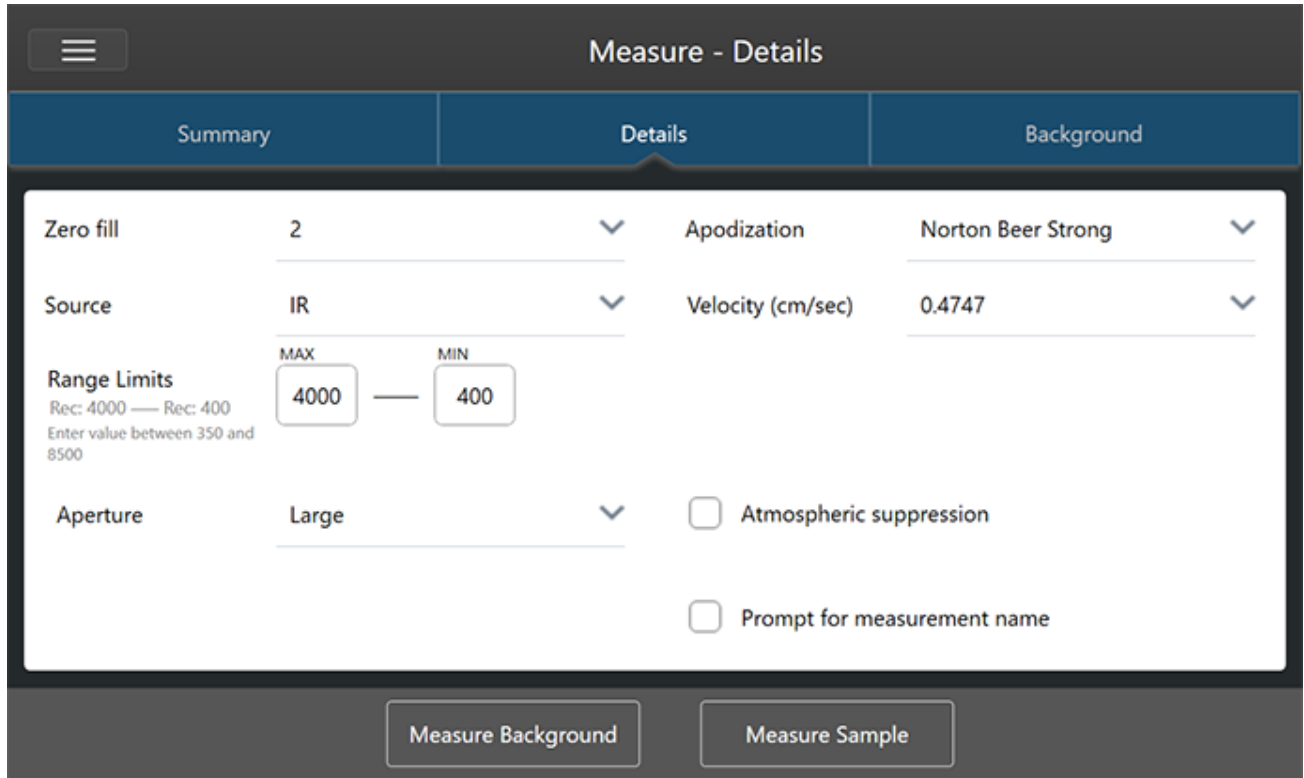 Measure - Details
Summary
Details
Background
Zero fill
2
Apodization
Norton Beer Strong
Source
IR
Velocity (cm/sec)
0.4747
MAX
MIN
Range Limits
4000 — 400
Rec: 4000 — Rec: 400
Enter value between 350 and
8500
Aperture
Large
Atmospheric suppression
Prompt for measurement name
Measure Background
Measure Sample